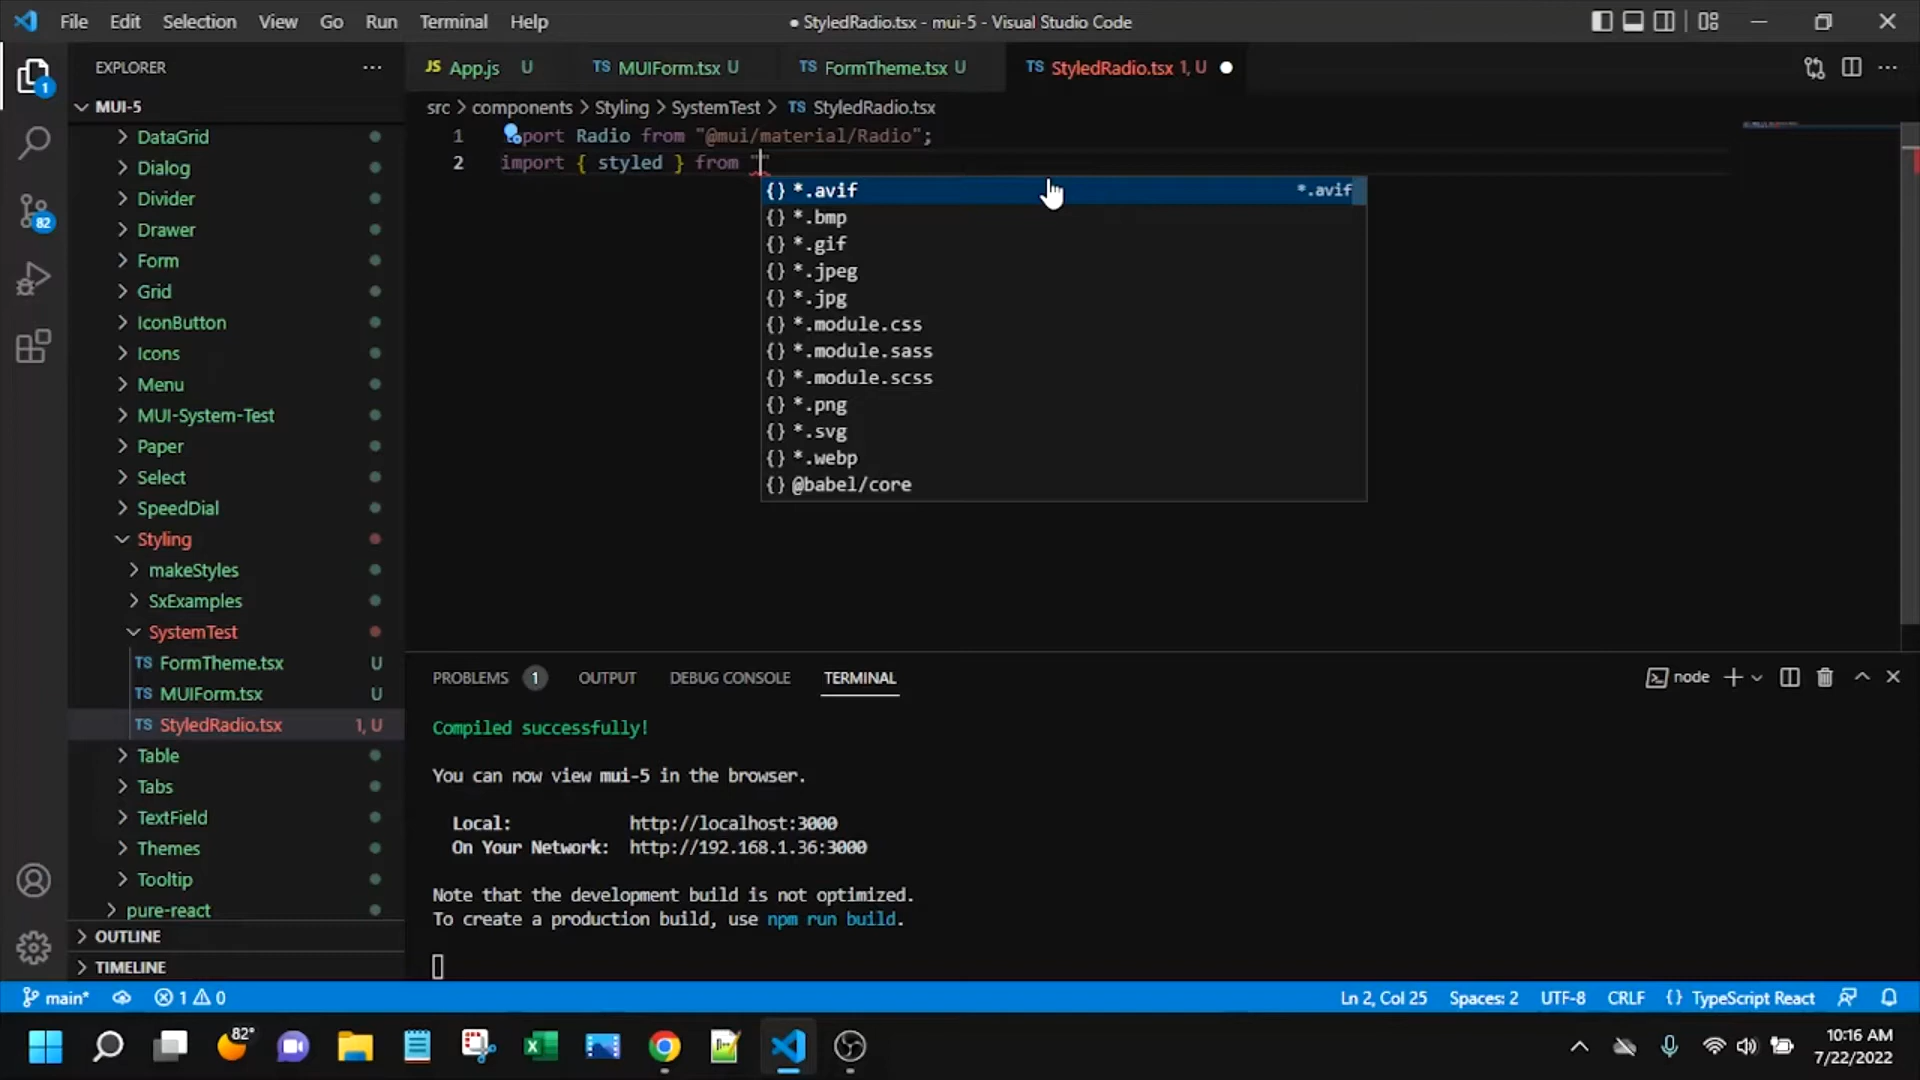 File Edit Selection View Go Run Terminal Help
● StyledRadio.tsx - mui-5 - Visual Studio Code
EXPLORER
JS App.js U
TS MUIForm.tsx U
TS FormTheme.tsx U
TS StyledRadio.tsx 1, U
MUI-5
src > components > Styling > SystemTest > TS StyledRadio.tsx
DataGrid
Dialog
Divider
Drawer
Form
Grid
IconButton
Icons
Menu
MUI-System-Test
Paper
Select
SpeedDial
Styling
makeStyles
SxExamples
SystemTest
TS FormTheme.tsx U
TS MUIForm.tsx U
TS StyledRadio.tsx 1, U
Table
Tabs
TextField
Themes
Tooltip
pure-react
OUTLINE
TIMELINE
1 port Radio from "@mui/material/Radio";
2 import { styled } from ""
{} *.avif *.avif
{} *.bmp
{} *.gif
{} *.jpeg
{} *.jpg
{} *.module.css
{} *.module.sass
{} *.module.scss
{} *.png
{} *.svg
{} *.webp
{} @babel/core
PROBLEMS 1 OUTPUT DEBUG CONSOLE TERMINAL
node
Compiled successfully!
You can now view mui-5 in the browser.
Local: http://localhost:3000
On Your Network: http://192.168.1.36:3000
Note that the development build is not optimized.
To create a production build, use npm run build.
1
82
main* 1 0
Ln 2, Col 25 Spaces: 2 UTF-8 CRLF {} TypeScript React
82°
10:16 AM
7/22/2022